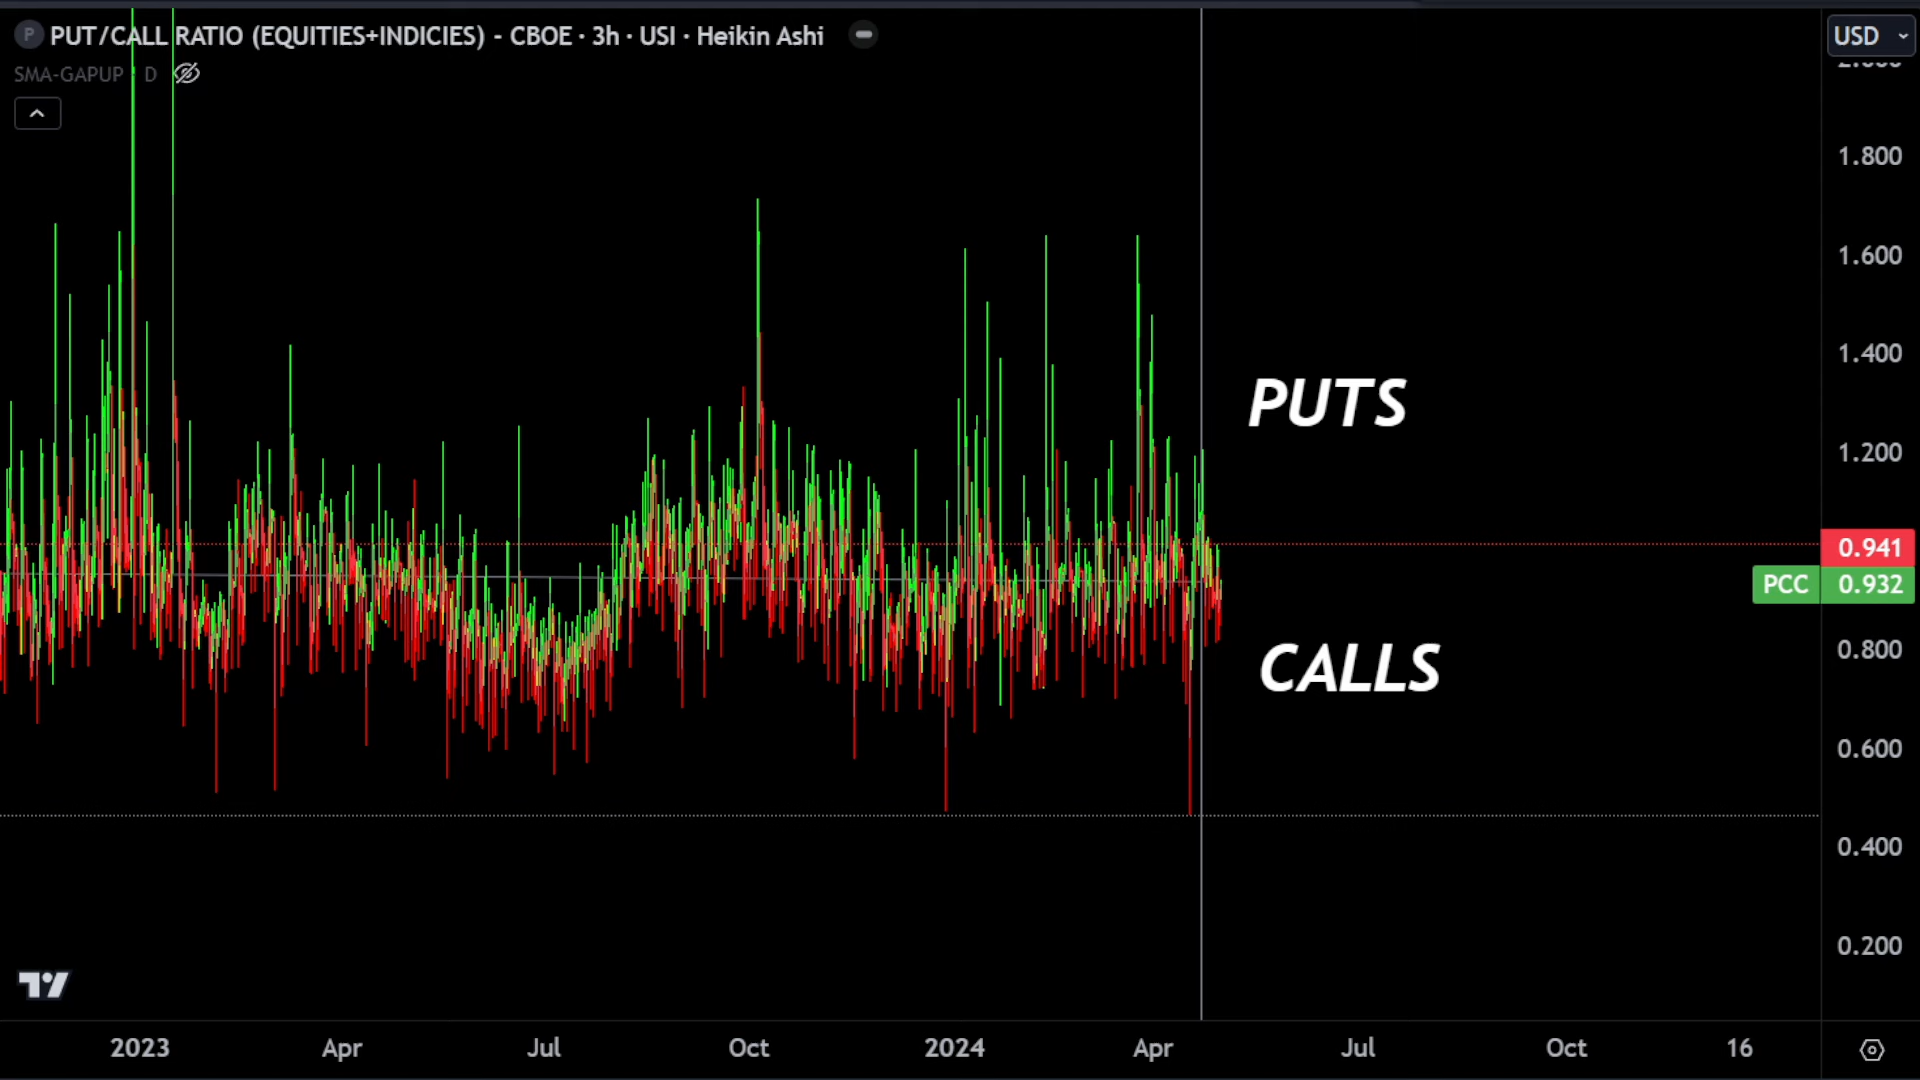 P PUT/CALL RATIO (EQUITIES+INDICIES) - CBOE · 3h · USI · Heikin Ashi
USD
SMA-GAPUP D
1.800
1.600
1.400
PUTS
1.200
0.941
PCC 0.932
CALLS
0.800
0.600
0.400
0.200
2023 Apr Jul Oct 2024 Apr Jul Oct 16